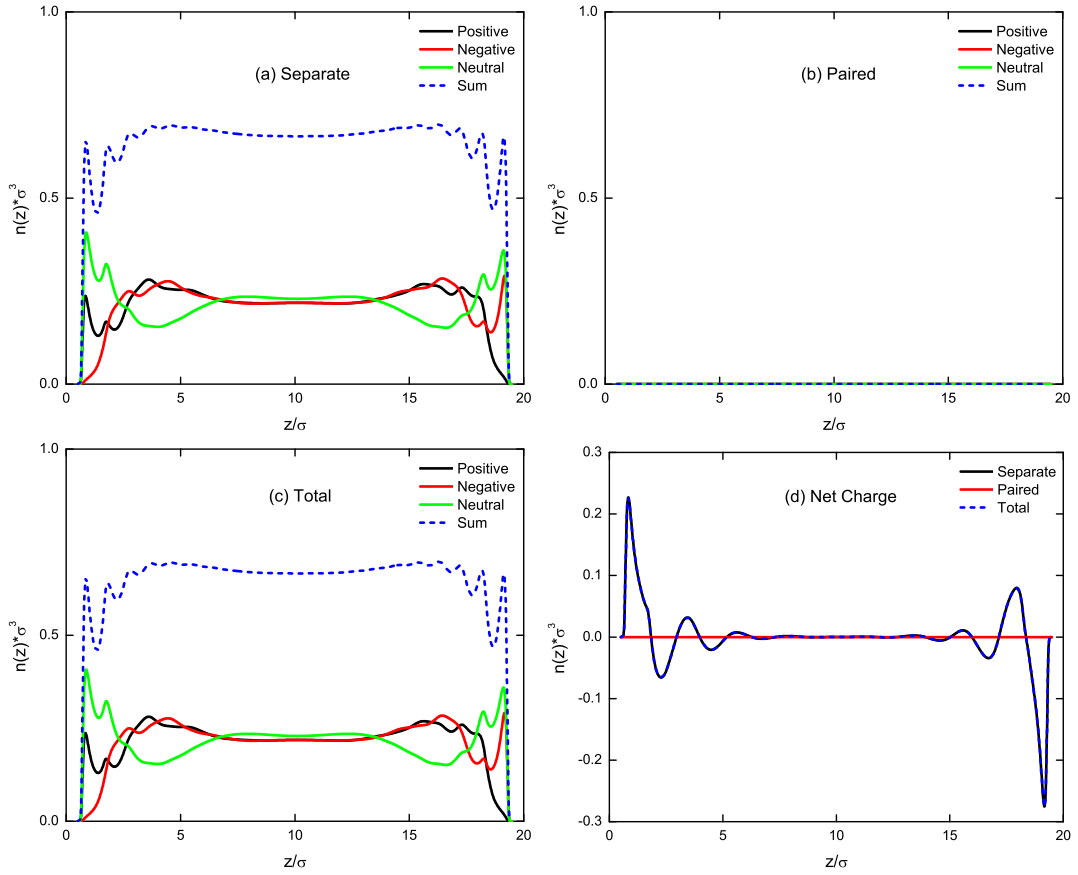 (a) Separate
Positive
Negative
Neutral
Sum
1.0
0.5
0.0
n(z)*σ³
0
5
10
15
20
z/σ
(b) Paired
Positive
Negative
Neutral
Sum
1.0
0.5
0.0
n(z)*σ³
0
5
10
15
20
z/σ
(c) Total
Positive
Negative
Neutral
Sum
1.0
0.5
0.0
n(z)*σ³
0
5
10
15
20
z/σ
(d) Net Charge
Separate
Paired
Total
0.3
0.2
0.1
0.0
-0.1
-0.2
-0.3
n(z)*σ³
0
5
10
15
20
z/σ